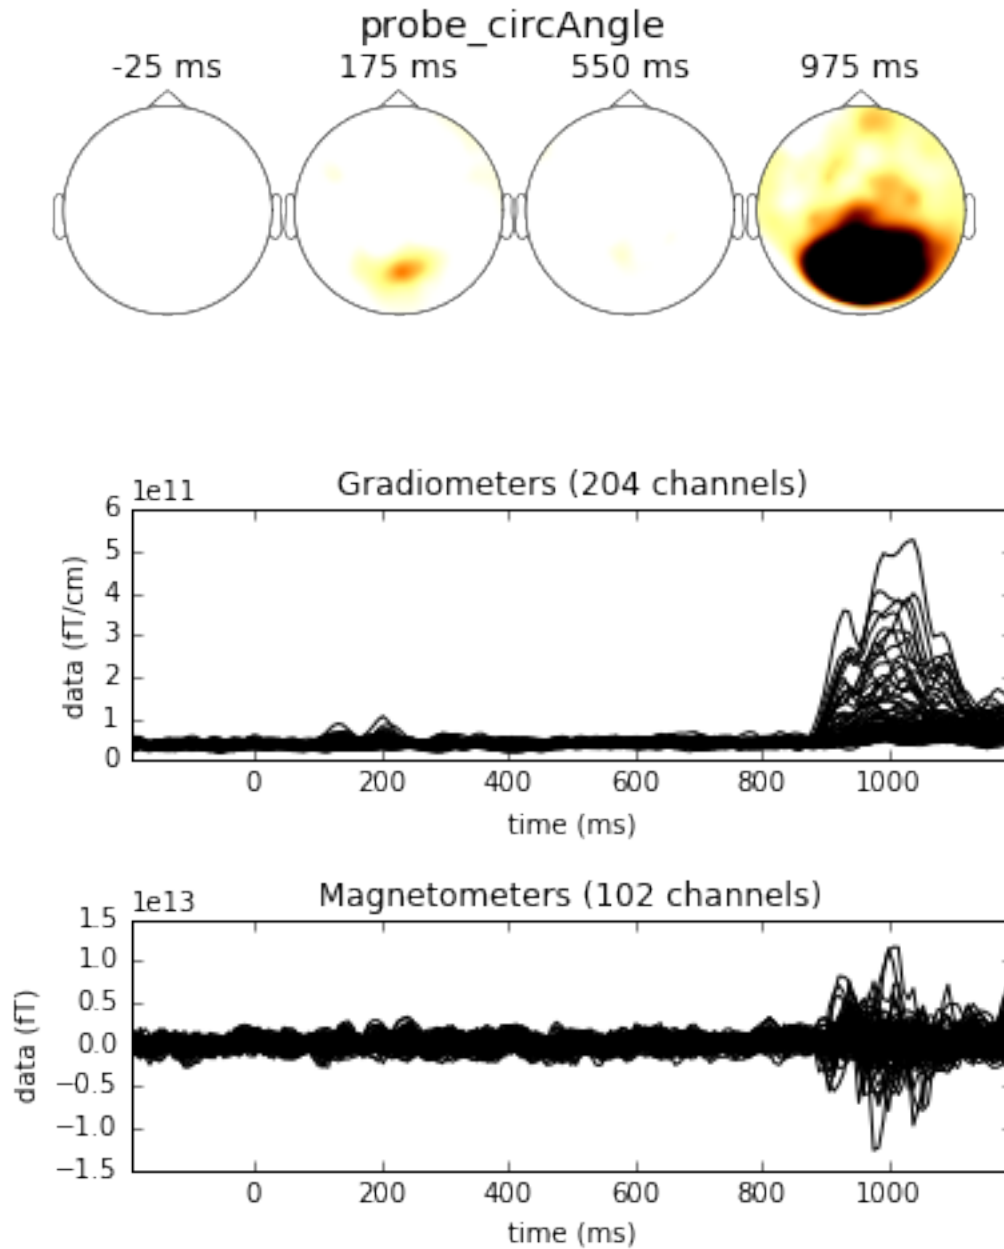 probe_circAngle
-25 ms 175 ms 550 ms 975 ms
Gradiometers (204 channels)
1e11
6
5
4
3
2
1
0
data (fT/cm)
0 200 400 600 800 1000
time (ms)
Magnetometers (102 channels)
1e13
1.5
1.0
0.5
0.0
−0.5
−1.0
−1.5
data (fT)
0 200 400 600 800 1000
time (ms)